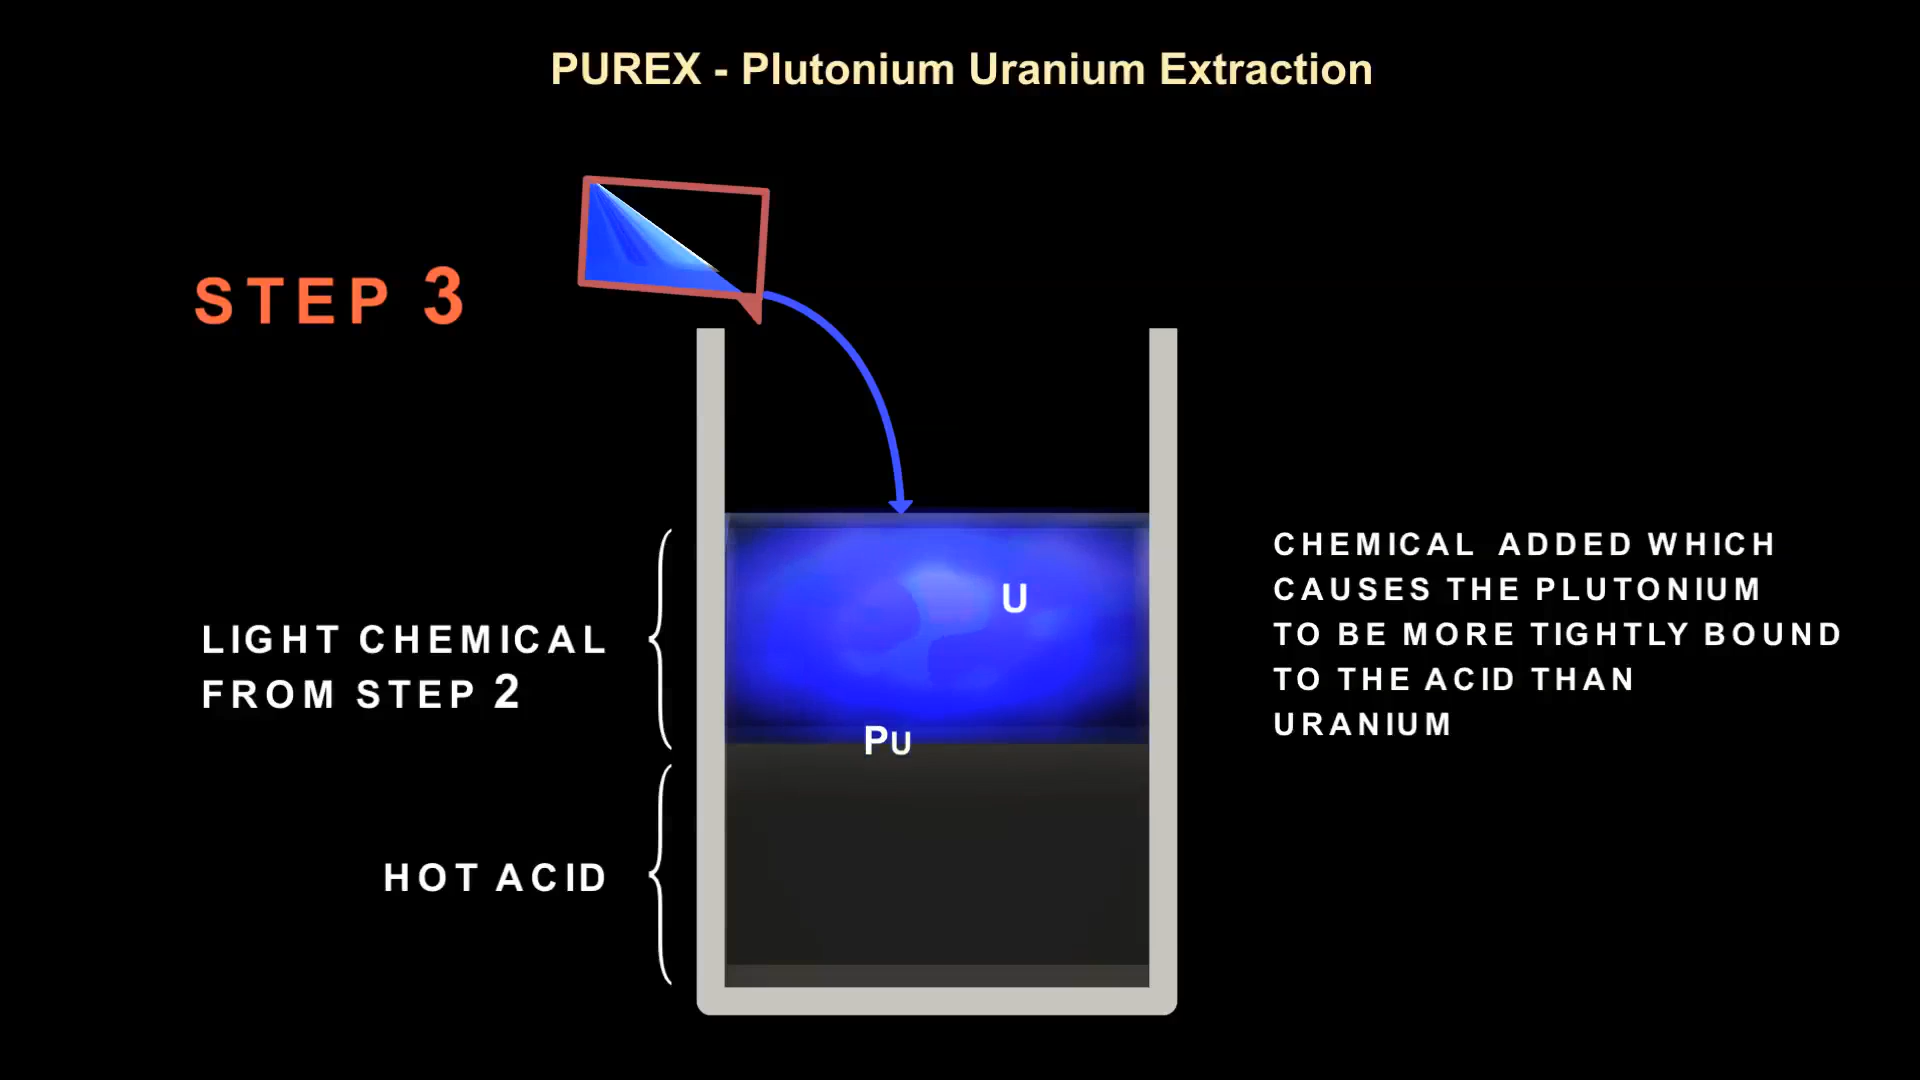 PUREX - Plutonium Uranium Extraction
STEP 3
LIGHT CHEMICAL
FROM STEP 2
HOT ACID
U
PU
CHEMICAL ADDED WHICH
CAUSES THE PLUTONIUM
TO BE MORE TIGHTLY BOUND
TO THE ACID THAN
URANIUM